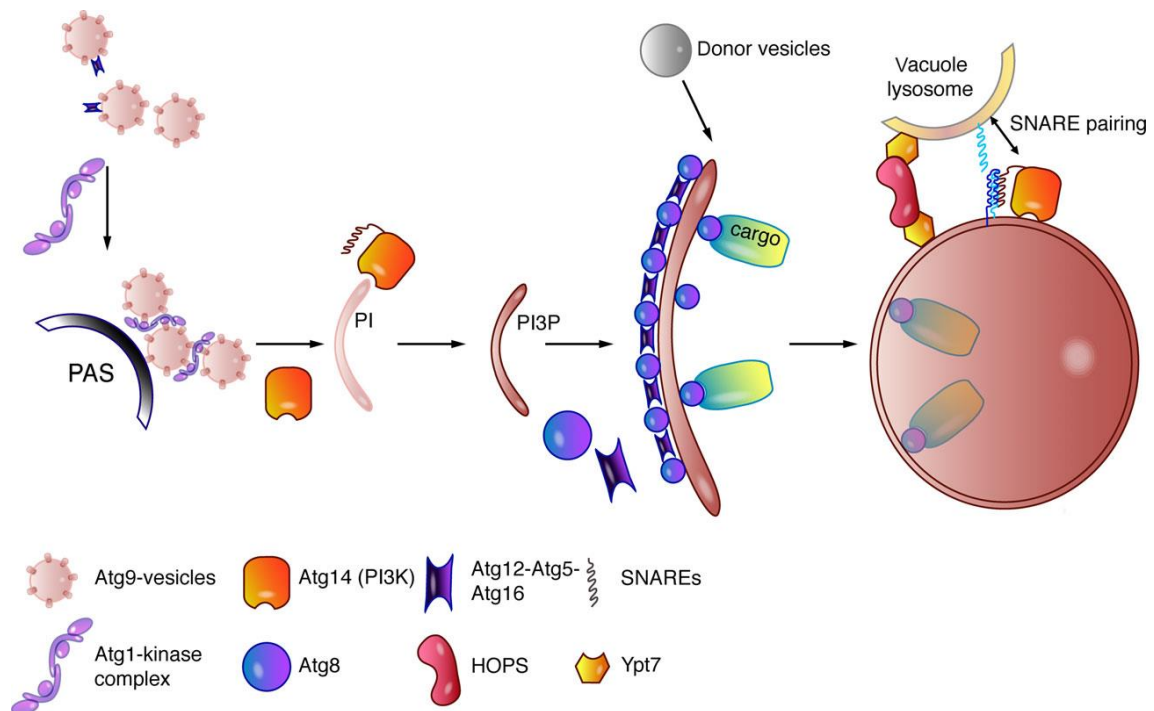 Donor vesicles
Vacuole
lysosome
SNARE pairing
cargo
PI
PI3P
PAS
Atg9-vesicles
Atg14 (PI3K)
Atg12-Atg5-
Atg16
SNAREs
Atg1-kinase
complex
Atg8
HOPS
Ypt7